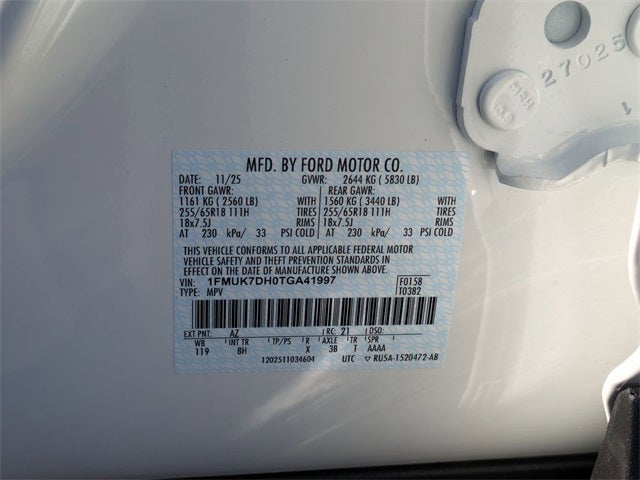 27025
MFD. BY FORD MOTOR CO.
DATE: 11/25 GVWR: 2644 KG ( 5830 LB)
FRONT GAWR: REAR GAWR:
1161 KG ( 2560 LB) WITH 1560 KG ( 3440 LB) WITH
255/65R18 111H TIRES 255/65R18 111H TIRES
18x7.5J RIMS 18x7.5J RIMS
AT 230 kPa/ 33 PSI COLD AT 230 kPa/ 33 PSI COLD
THIS VEHICLE CONFORMS TO ALL APPLICABLE FEDERAL MOTOR
VEHICLE SAFETY AND THEFT PREVENTION STANDARDS IN EFFECT
ON THE DATE OF MANUFACTURE SHOWN ABOVE.
VIN: 1FMUK7DH0TGA41997 F0158
TYPE: MPV T0382
EXT PNT: AZ RC: 21 DSO:
WB INT TR TP/PS R AXLE TR SPR
119 8H X 3B T AAAA
1202511034604 UTC ▽ RU5A-1520472-AB